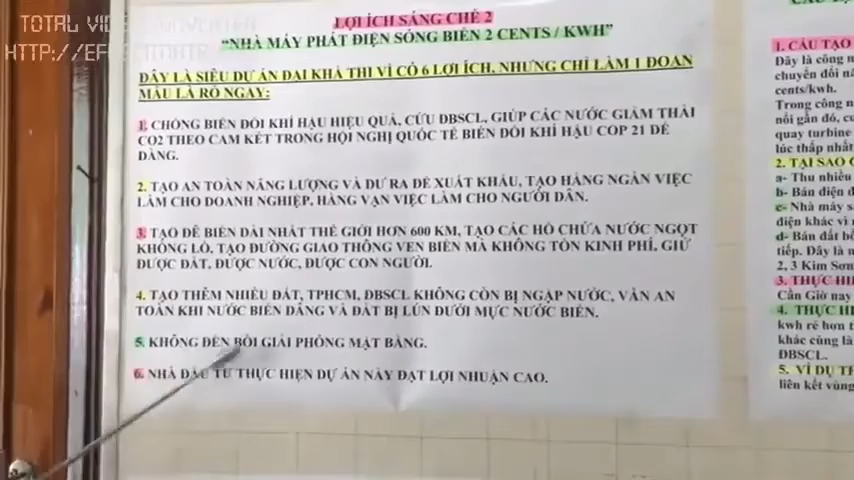 TOTAL VIDEO CONVERTER
HTTP://EFFECTMATRIX
LỢI ÍCH SÁNG CHẾ 2
"NHÀ MÁY PHÁT ĐIỆN SÓNG BIỂN 2 CENTS / KWH"
ĐÂY LÀ SIÊU DỰ ÁN ĐẠI KHẢ THI VÌ CÓ 6 LỢI ÍCH, NHƯNG CHỈ LÀM 1 ĐOẠN
MẪU LÀ RÕ NGAY:
1. CHỐNG BIẾN ĐỔI KHÍ HẬU HIỆU QUẢ, CỨU ĐBSCL, GIÚP CÁC NƯỚC GIẢM THẢI
CO2 THEO CAM KẾT TRONG HỘI NGHỊ QUỐC TẾ BIẾN ĐỔI KHÍ HẬU COP 21 DỄ
DÀNG.
2. TẠO AN TOÀN NĂNG LƯỢNG VÀ DƯ RA ĐỂ XUẤT KHẨU, TẠO HÀNG NGÀN VIỆC
LÀM CHO DOANH NGHIỆP, HÀNG VẠN VIỆC LÀM CHO NGƯỜI DÂN.
3. TẠO ĐÊ BIỂN DÀI NHẤT THẾ GIỚI HƠN 600 KM, TẠO CÁC HỒ CHỨA NƯỚC NGỌT
KHỔNG LỒ, TẠO ĐƯỜNG GIAO THÔNG VEN BIỂN MÀ KHÔNG TỐN KINH PHÍ, GIỮ
ĐƯỢC ĐẤT, ĐƯỢC NƯỚC, ĐƯỢC CON NGƯỜI.
4. TẠO THÊM NHIỀU ĐẤT, TPHCM, ĐBSCL KHÔNG CÒN BỊ NGẬP NƯỚC, VẪN AN
TOÀN KHI NƯỚC BIỂN DÂNG VÀ ĐẤT BỊ LÚN DƯỚI MỰC NƯỚC BIỂN.
5. KHÔNG ĐỀN BỒI GIẢI PHÓNG MẶT BẰNG.
6. NHÀ ĐẦU TƯ THỰC HIỆN DỰ ÁN NÀY ĐẠT LỢI NHUẬN CAO.
1. CẤU TẠO
Đây là công n
chuyển đổi nă
cents/kwh.
Trong công n
nổi gần đó, cụ
quay turbine
lúc thấp nhất
2. TẠI SAO
a- Thu nhiều
b- Bán điện đ
c- Nhà máy s
điện khác vì
d- Bán đất bồ
tiếp. Đây là
2, 3 Kim Sơn
3. THỰC HI
Cần Giờ nay
4. THỰC HI
kwh rẻ hơn t
khác cũng là
ĐBSCL.
5. VÍ DỤ TR
liên kết vùng